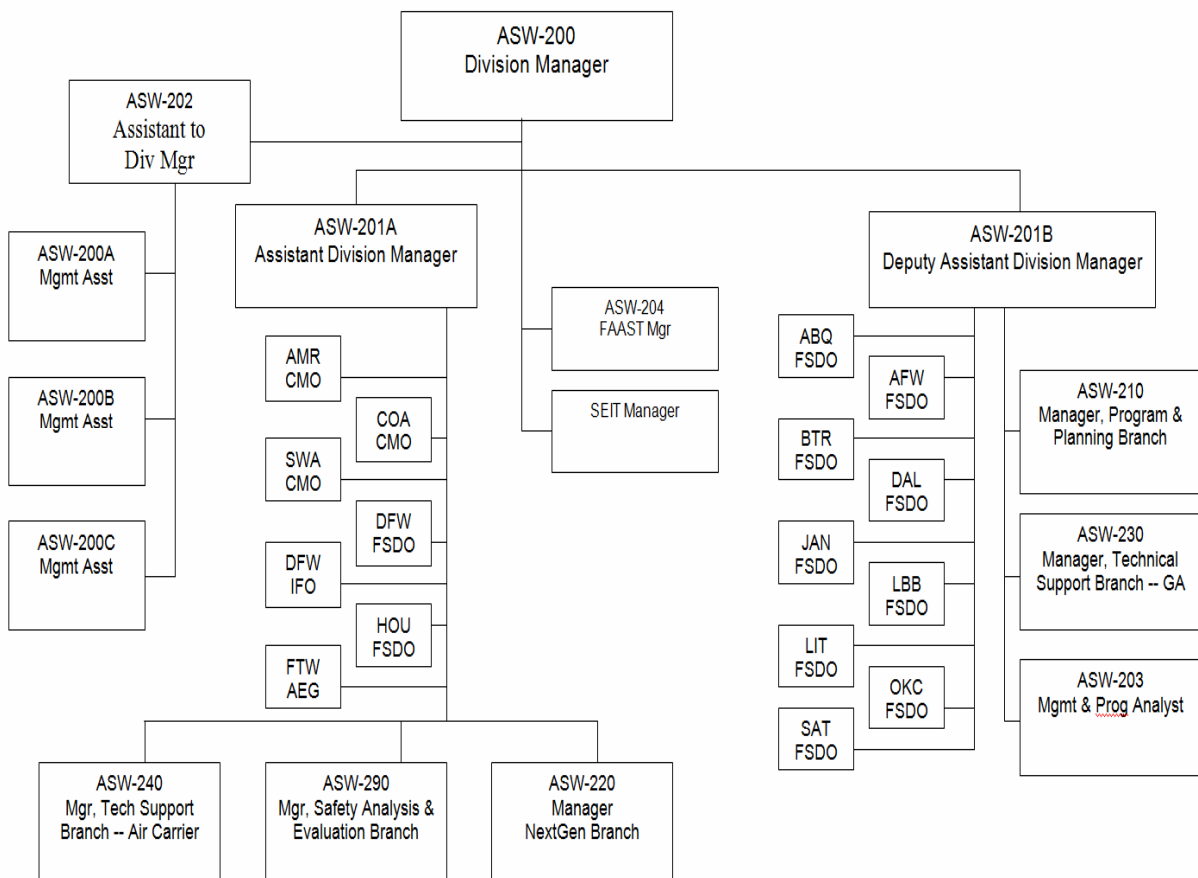 ASW-200
Division Manager
ASW-202
Assistant to
Div Mgr
ASW-200A
Mgmt Asst
ASW-200B
Mgmt Asst
ASW-200C
Mgmt Asst
ASW-201A
Assistant Division Manager
AMR
CMO
COA
CMO
SWA
CMO
DFW
FSDO
DFW
IFO
HOU
FSDO
FTW
AEG
ASW-240
Mgr, Tech Support
Branch -- Air Carrier
ASW-290
Mgr, Safety Analysis &
Evaluation Branch
ASW-220
Manager
NextGen Branch
ASW-204
FAAST Mgr
SEIT Manager
ASW-201B
Deputy Assistant Division Manager
ABQ
FSDO
AFW
FSDO
BTR
FSDO
DAL
FSDO
JAN
FSDO
LBB
FSDO
LIT
FSDO
OKC
FSDO
SAT
FSDO
ASW-210
Manager, Program &
Planning Branch
ASW-230
Manager, Technical
Support Branch -- GA
ASW-203
Mgmt & Prog Analyst